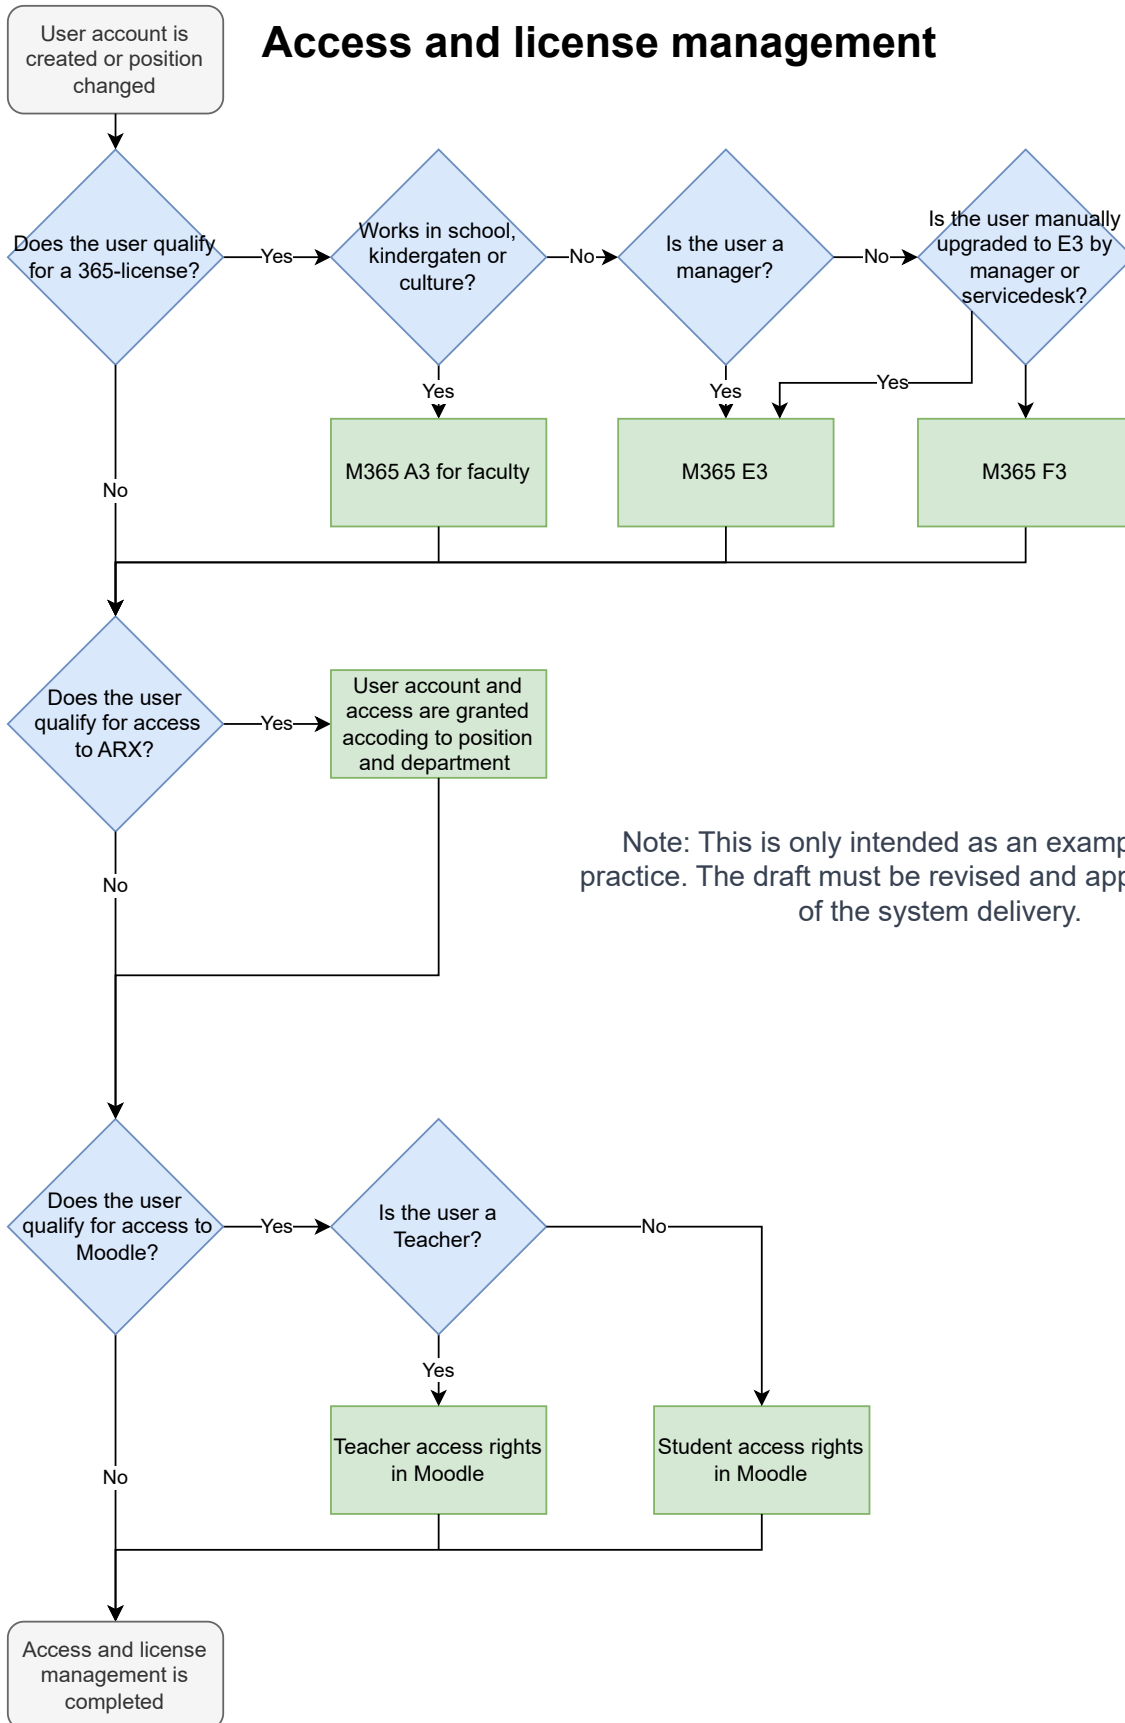 User account is
created or position
changed
Access and license management
Does the user qualify
for a 365-license?
Yes
Works in school,
kindergaten or
culture?
No
Is the user a
manager?
No
Is the user manually
upgraded to E3 by
manager or
servicedesk?
Yes
Yes
Yes
No
M365 A3 for faculty
M365 E3
M365 F3
Does the user
qualify for access
to ARX?
Yes
User account and
access are granted
accoding to position
and department
No
Note: This is only intended as an
practice. The draft must be revised and
of the system delivery.
Does the user
qualify for access to
Moodle?
Yes
Is the user a
Teacher?
No
Yes
No
Teacher access rights
in Moodle
Student access rights
in Moodle
Access and license
management is
completed